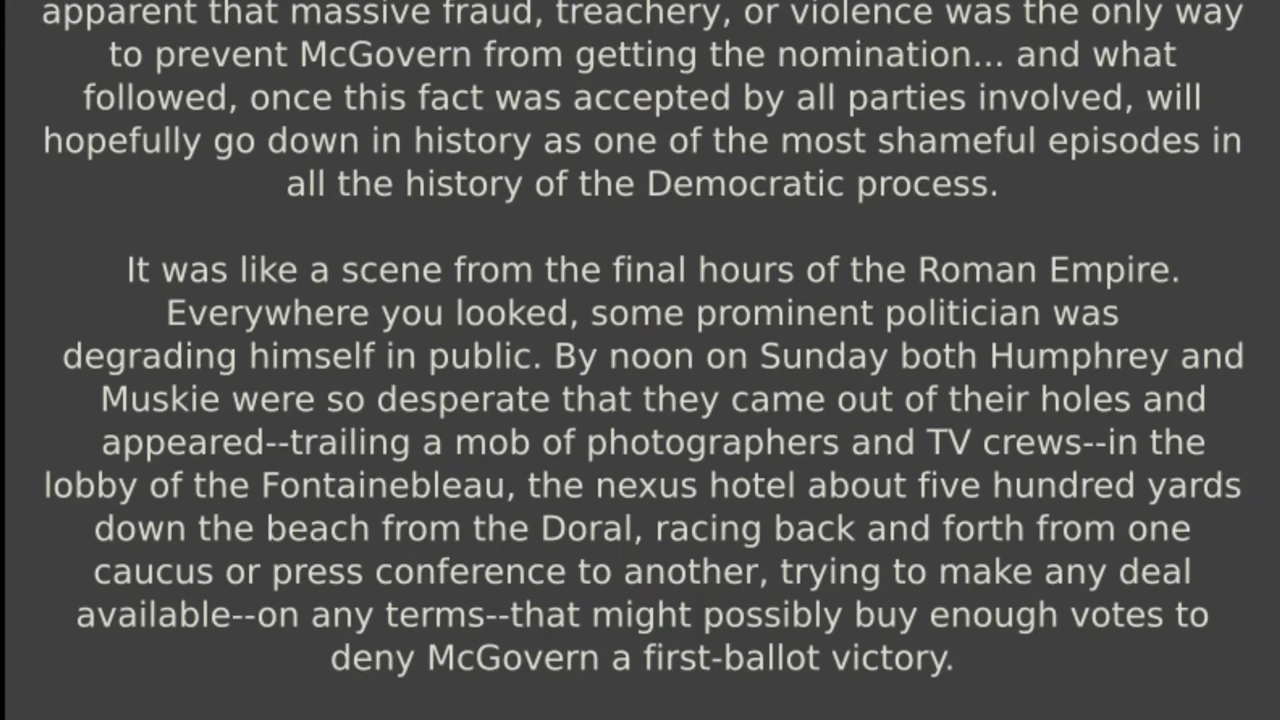 apparent that massive fraud, treachery, or violence was the only way
to prevent McGovern from getting the nomination... and what
followed, once this fact was accepted by all parties involved, will
hopefully go down in history as one of the most shameful episodes in
all the history of the Democratic process.
It was like a scene from the final hours of the Roman Empire.
Everywhere you looked, some prominent politician was
degrading himself in public. By noon on Sunday both Humphrey and
Muskie were so desperate that they came out of their holes and
appeared--trailing a mob of photographers and TV crews--in the
lobby of the Fontainebleau, the nexus hotel about five hundred yards
down the beach from the Doral, racing back and forth from one
caucus or press conference to another, trying to make any deal
available--on any terms--that might possibly buy enough votes to
deny McGovern a first-ballot victory.